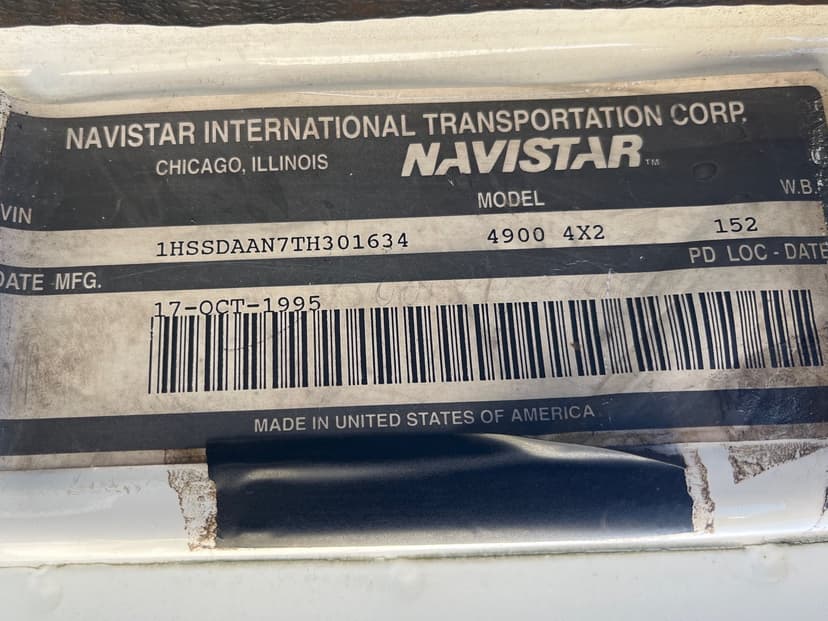 NAVISTAR INTERNATIONAL TRANSPORTATION CORP.
CHICAGO, ILLINOIS NAVISTAR TM
VIN MODEL W.B.
1HSSDAAN7TH301634 4900 4X2 152
DATE MFG. PD LOC - DATE
17-OCT-1995
MADE IN UNITED STATES OF AMERICA